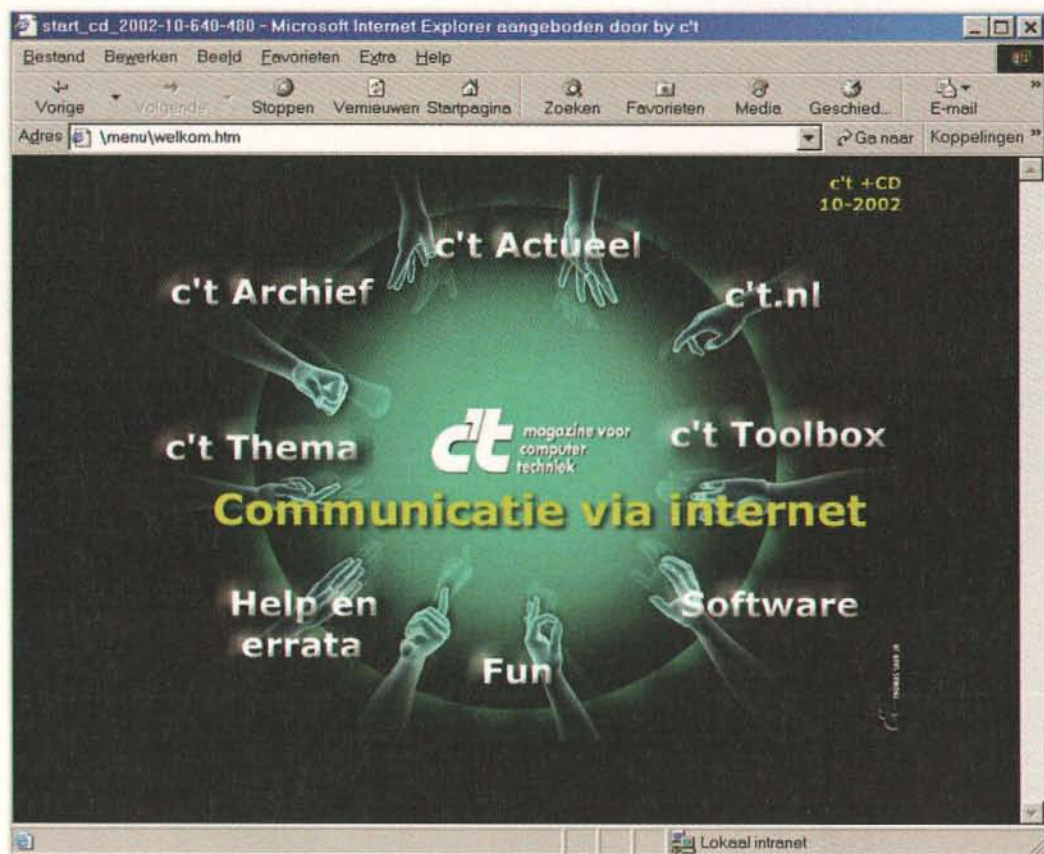 start_cd_2002-10-640-480 - Microsoft Internet Explorer aangeboden door by c't
Bestand Bewerken Beeld Favorieten Extra Help
Vorige Volgende Stoppen Vernieuwen Startpagina Zoeken Favorieten Media Geschied... E-mail »
Adres \menu\welkom.htm Ga naar Koppelingen »
c't +CD
10-2002
c't Actueel
c't Archief
c't.nl
c't Thema
c't magazine voor
computer
techniek
c't Toolbox
Communicatie via internet
Help en
errata
Software
Fun
Lokaal intranet